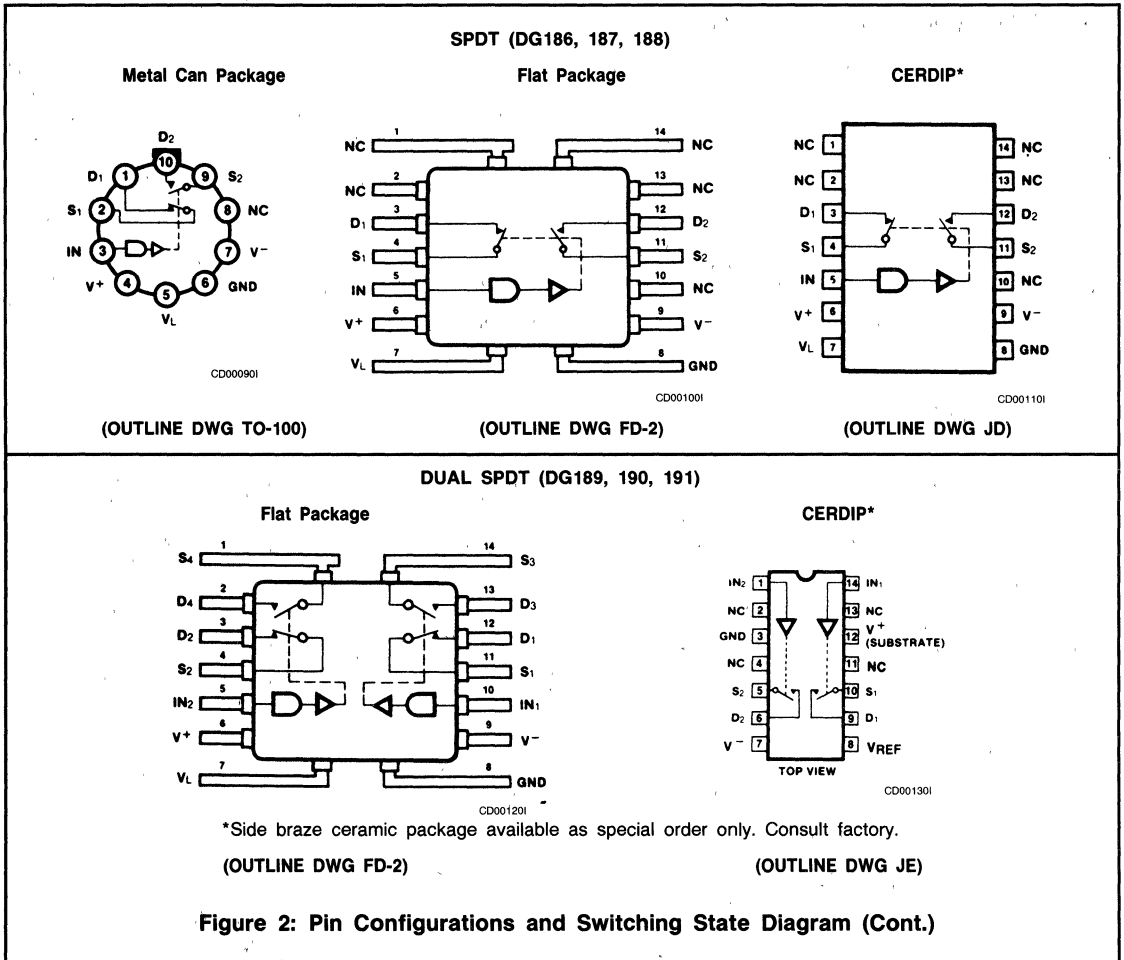 SPDT (DG186, 187, 188)
Metal Can Package
D2
10
D1
1
9
S2
S1
2
8
NC
IN
3
7
V−
V+
4
6
GND
5
VL
CD00090I
(OUTLINE DWG TO-100)
Flat Package
1
14
NC
NC
2
13
NC
NC
3
12
D1
D2
4
11
S1
S2
5
10
IN
NC
6
9
V+
V−
7
8
VL
GND
CD00100I
(OUTLINE DWG FD-2)
CERDIP*
NC 1
14 NC
NC 2
13 NC
D1 3
12 D2
S1 4
11 S2
IN 5
10 NC
V+ 6
9 V−
VL 7
8 GND
CD00110I
(OUTLINE DWG JD)
DUAL SPDT (DG189, 190, 191)
Flat Package
1
14
S4
S3
2
13
D4
D3
3
12
D2
D1
4
11
S2
S1
5
10
IN2
IN1
6
9
V+
V−
7
8
VL
GND
CD00120I
CERDIP*
IN2 1
14 IN1
NC 2
13 NC
GND 3
12 V+
(SUBSTRATE)
NC 4
11 NC
S2 5
10 S1
D2 6
9 D1
V− 7
8 VREF
TOP VIEW
CD00130I
*Side braze ceramic package available as special order only. Consult factory.
(OUTLINE DWG FD-2)
(OUTLINE DWG JE)
Figure 2: Pin Configurations and Switching State Diagram (Cont.)